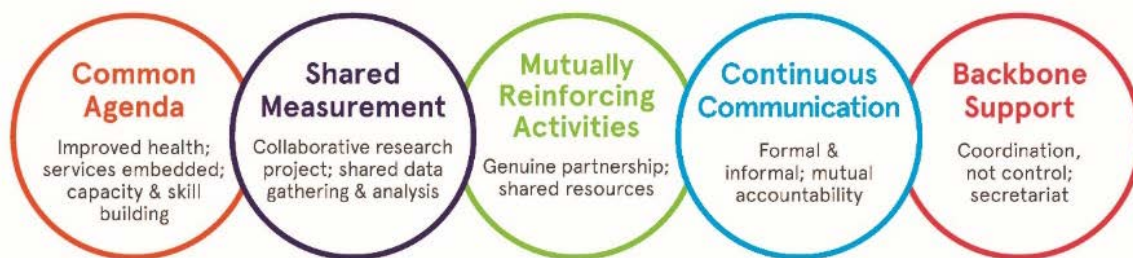 Common
Agenda
Improved health;
services embedded;
capacity & skill
building
Shared
Measurement
Collaborative research
project; shared data
gathering & analysis
Mutually
Reinforcing
Activities
Genuine partnership;
shared resources
Continuous
Communication
Formal &
informal; mutual
accountability
Backbone
Support
Coordination,
not control;
secretariat